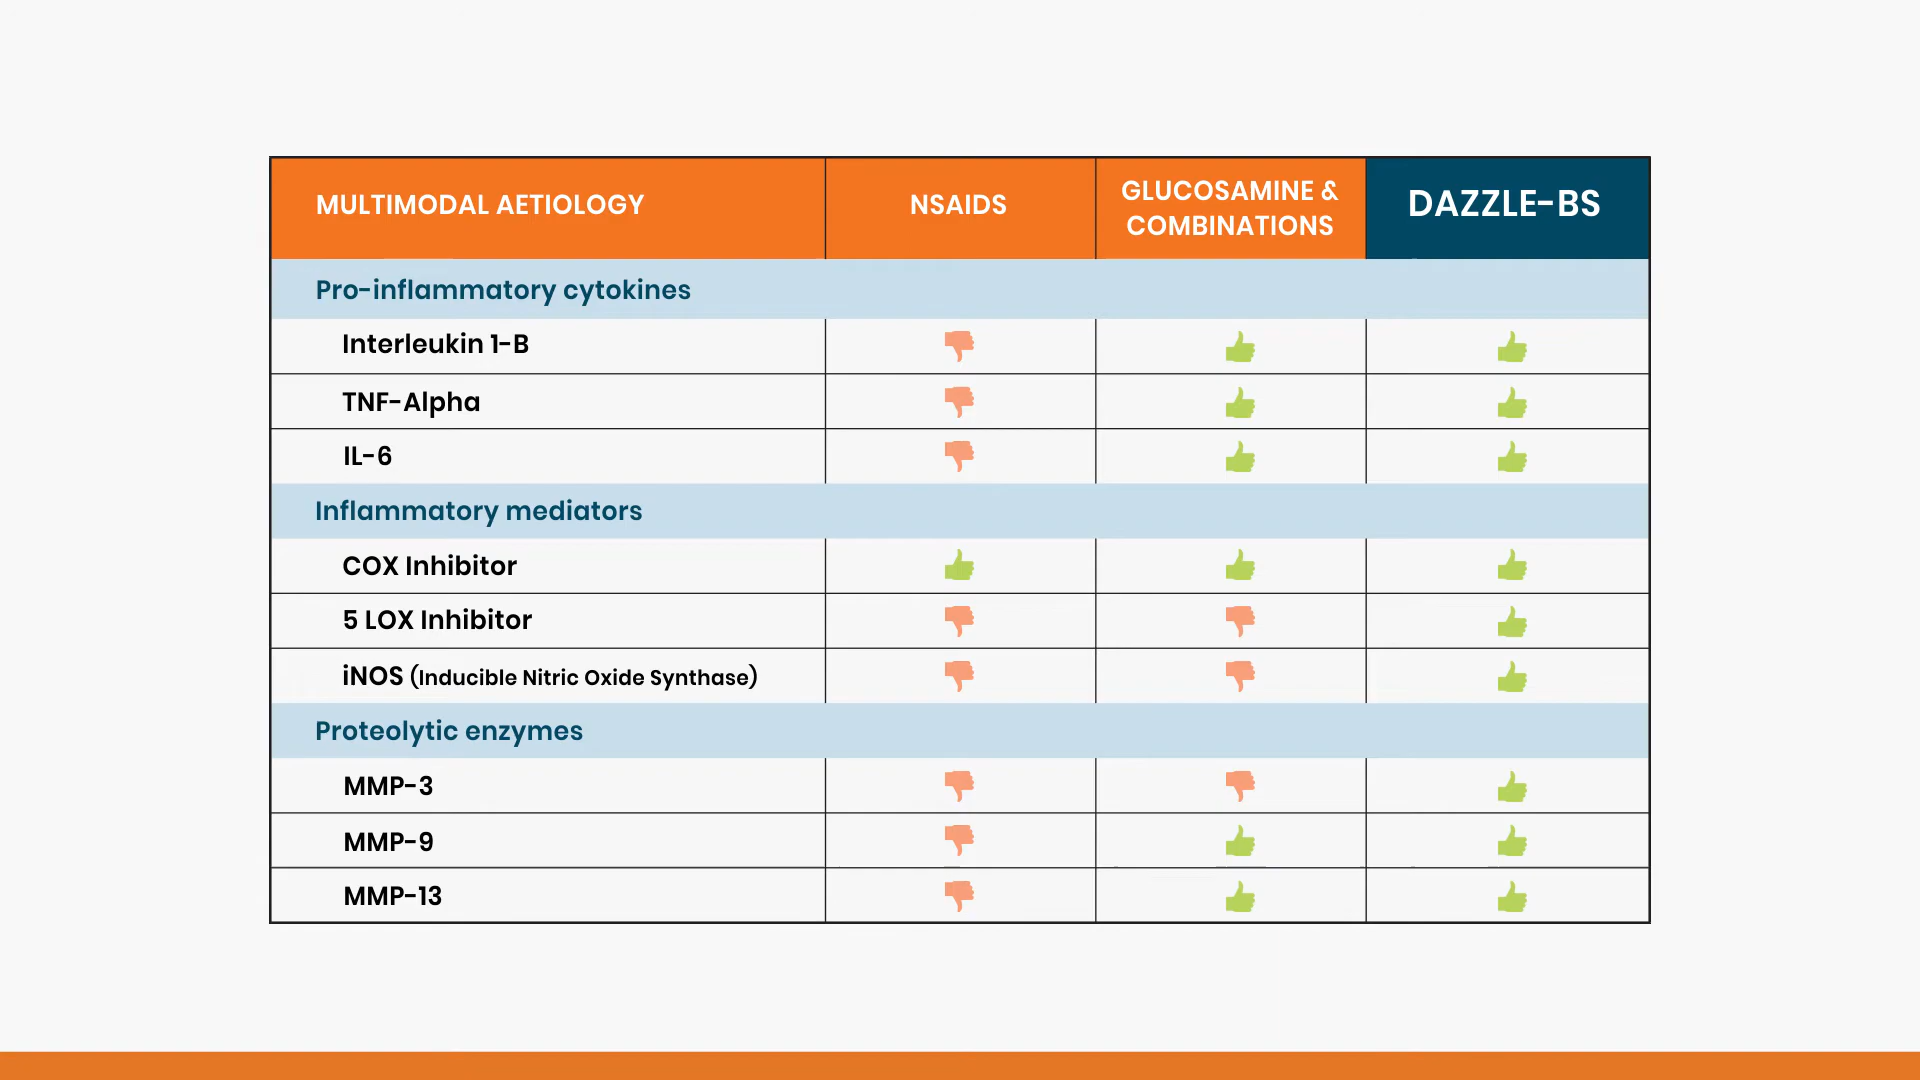 MULTIMODAL AETIOLOGY
NSAIDS
GLUCOSAMINE &
COMBINATIONS
DAZZLE-BS
Pro-inflammatory cytokines
Interleukin 1-B
TNF-Alpha
IL-6
Inflammatory mediators
COX Inhibitor
5 LOX Inhibitor
iNOS (Inducible Nitric Oxide Synthase)
Proteolytic enzymes
MMP-3
MMP-9
MMP-13